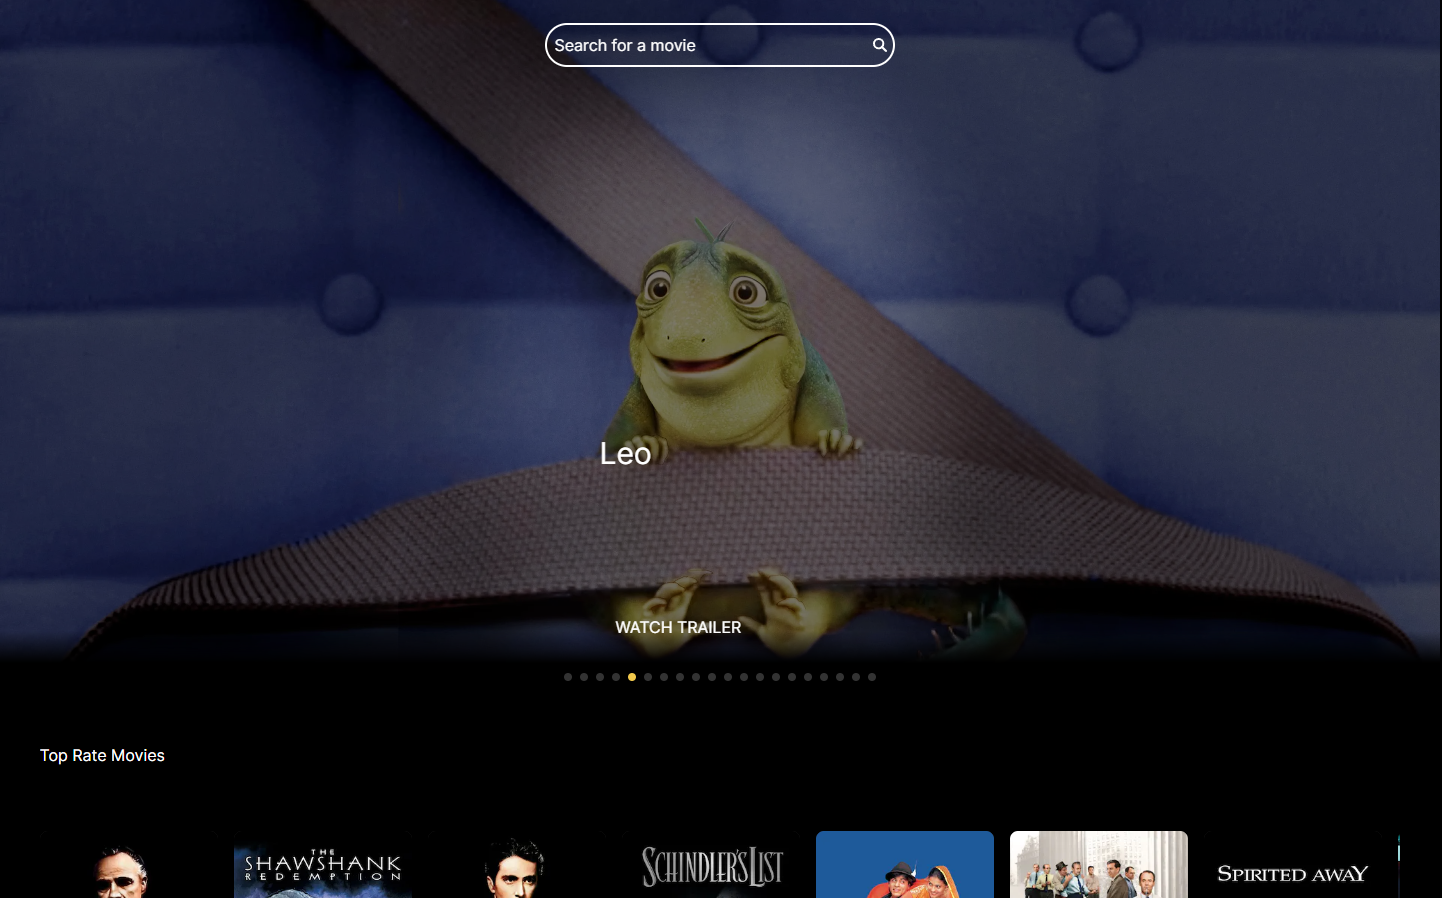 Search for a movie
Leo
WATCH TRAILER
Top Rate Movies
THE
SHAWSHANK
REDEMPTION
SCHINDLER'S LIST
SPIRITED AWAY